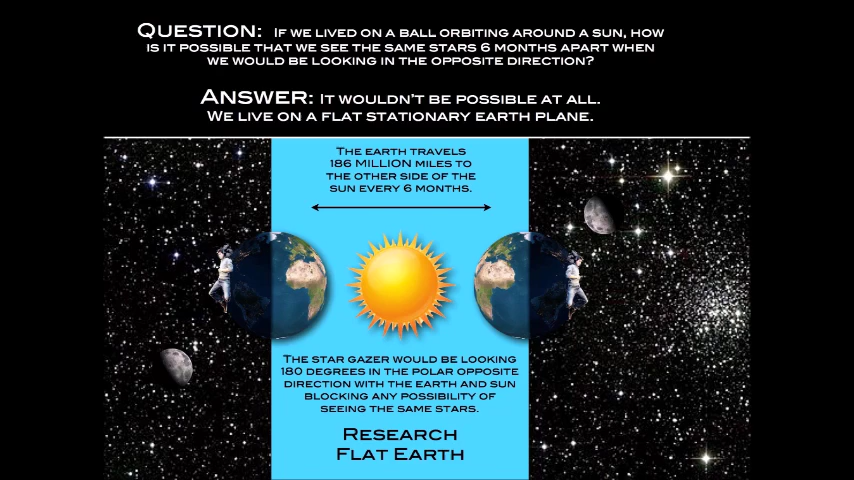 QUESTION: IF WE LIVED ON A BALL ORBITING AROUND A SUN, HOW
IS IT POSSIBLE THAT WE SEE THE SAME STARS 6 MONTHS APART WHEN
WE WOULD BE LOOKING IN THE OPPOSITE DIRECTION?
ANSWER: IT WOULDN'T BE POSSIBLE AT ALL.
WE LIVE ON A FLAT STATIONARY EARTH PLANE.
THE EARTH TRAVELS
186 MILLION MILES TO
THE OTHER SIDE OF THE
SUN EVERY 6 MONTHS.
THE STAR GAZER WOULD BE LOOKING
180 DEGREES IN THE POLAR OPPOSITE
DIRECTION WITH THE EARTH AND SUN
BLOCKING ANY POSSIBILITY OF
SEEING THE SAME STARS.
RESEARCH
FLAT EARTH